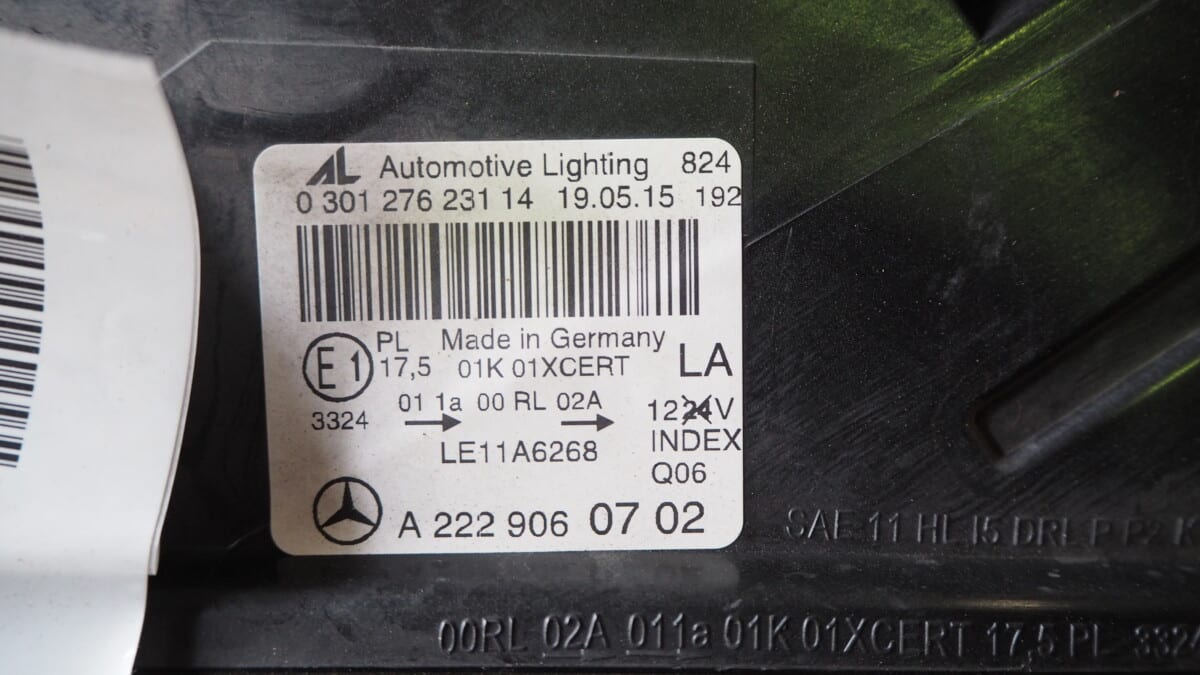 AL Automotive Lighting 824
0 301 276 231 14 19.05.15 192
PL Made in Germany
E1 17,5 01K 01XCERT LA
3324 01 1a 00 RL 02A 12 24V
LE11A6268 INDEX
Q06
A 222 906 07 02
SAE 11 HL I5 DRL P P2
00RL 02A 011a 01K 01XCERT 17,5 PL 3324